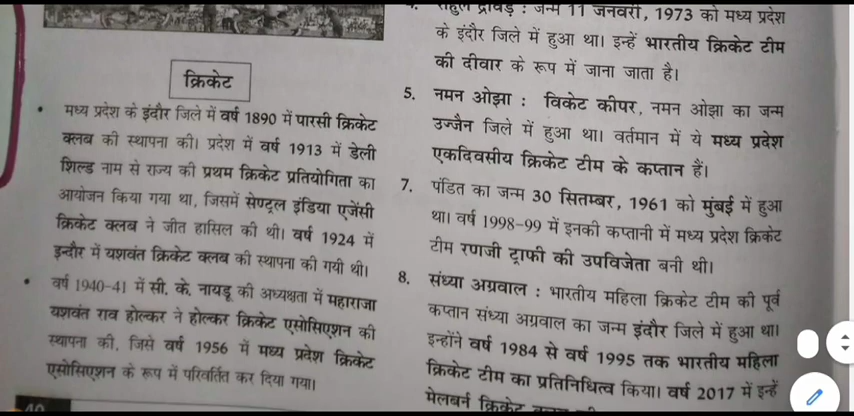 क्रिकेट
• मध्य प्रदेश के इंदौर जिले में वर्ष 1890 में पारसी क्रिकेट
क्लब की स्थापना की। प्रदेश में वर्ष 1913 में डेली
शिल्ड नाम से राज्य की प्रथम क्रिकेट प्रतियोगिता का
आयोजन किया गया था, जिसमें सेण्ट्रल इंडिया एजेंसी
क्रिकेट क्लब ने जीत हासिल की थी। वर्ष 1924 में
इन्दौर में यशवंत क्रिकेट क्लब की स्थापना की गयी थी।
• वर्ष 1940-41 में सी. के. नायडू की अध्यक्षता में महाराजा
यशवंत राव होल्कर ने होल्कर क्रिकेट एसोसिएशन की
स्थापना की, जिसे वर्ष 1956 में मध्य प्रदेश क्रिकेट
एसोसिएशन के रूप में परिवर्तित कर दिया गया।
राहुल द्रविड़ : जन्म 11 जनवरी, 1973 को मध्य प्रदेश
के इंदौर जिले में हुआ था। इन्हें भारतीय क्रिकेट टीम
की दीवार के रूप में जाना जाता है।
5. नमन ओझा : विकेट कीपर, नमन ओझा का जन्म
उज्जैन जिले में हुआ था। वर्तमान में ये मध्य प्रदेश
एकदिवसीय क्रिकेट टीम के कप्तान हैं।
7. पंडित का जन्म 30 सितम्बर, 1961 को मुंबई में हुआ
था। वर्ष 1998-99 में इनकी कप्तानी में मध्य प्रदेश क्रिकेट
टीम रणजी ट्राफी की उपविजेता बनी थी।
8. संध्या अग्रवाल : भारतीय महिला क्रिकेट टीम की पूर्व
कप्तान संध्या अग्रवाल का जन्म इंदौर जिले में हुआ था।
इन्होंने वर्ष 1984 से वर्ष 1995 तक भारतीय महिला
क्रिकेट टीम का प्रतिनिधित्व किया। वर्ष 2017 में इन्हें
मेलबर्न क्रिकेट